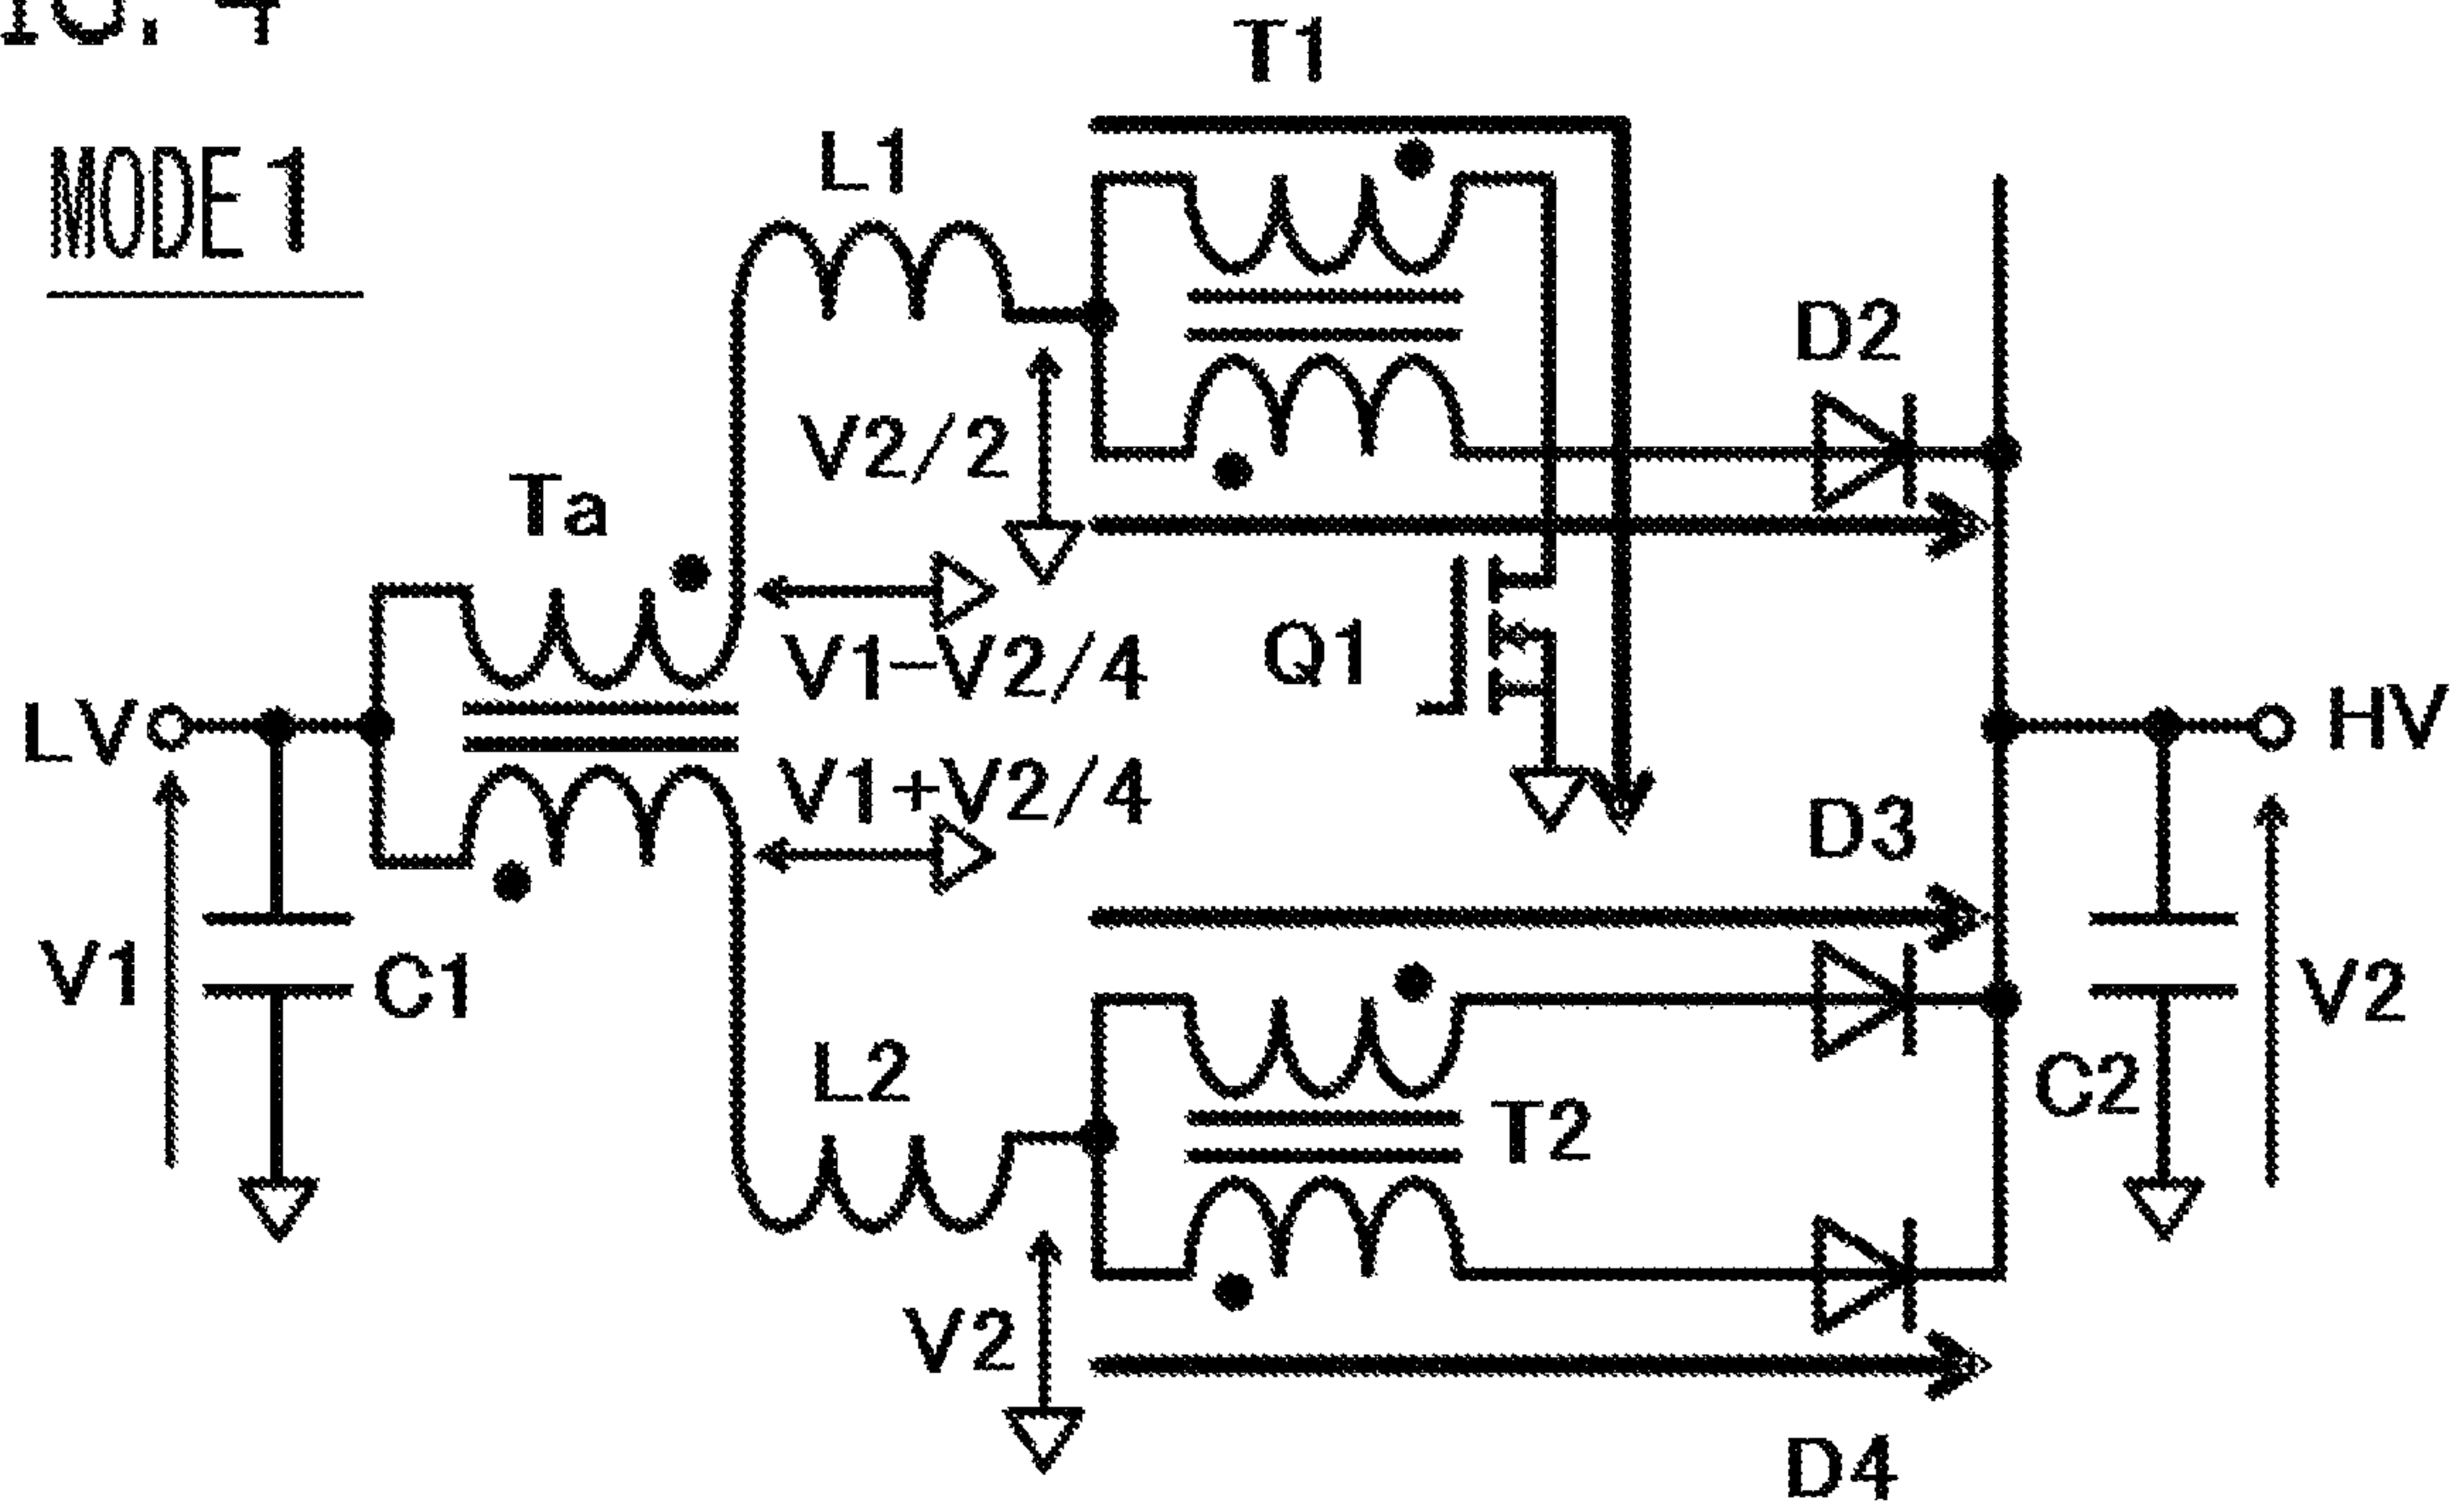 MODE 1
T1
L1
D2
V2/2
Ta
V1-V2/4
Q1
LV
HV
V1+V2/4
D3
V1
C1
V2
L2
C2
T2
V2
D4